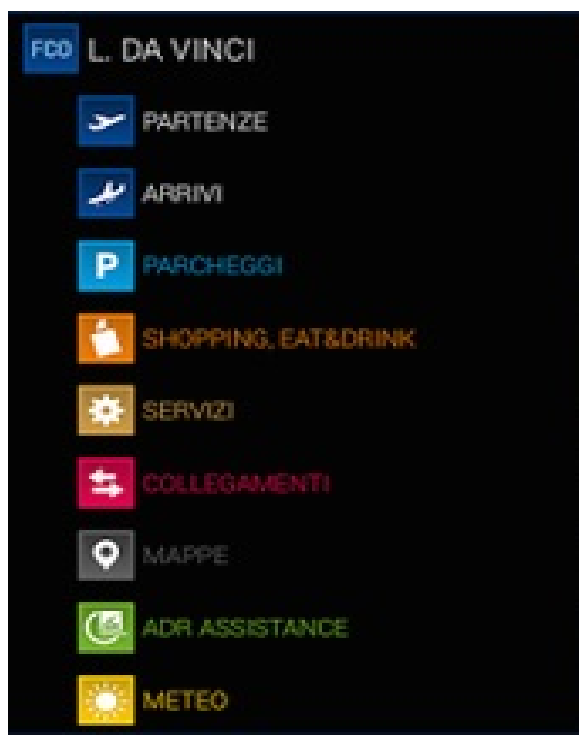 FCO L. DA VINCI
PARTENZE
ARRIVI
P PARCHEGGI
SHOPPING, EAT&DRINK
SERVIZI
COLLEGAMENTI
MAPPE
ADR ASSISTANCE
METEO